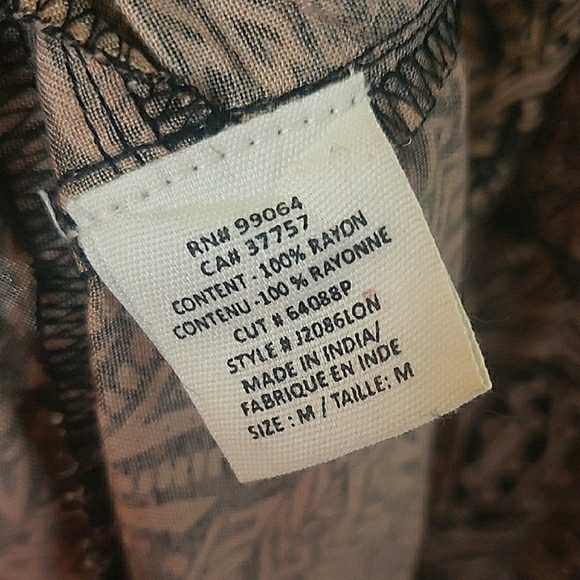 RN# 99064
CA# 37757
CONTENT - 100% RAYON
CONTENU -100 % RAYONNE
CUT # 64088P
STYLE # J2086LON
MADE IN INDIA/
FABRIQUE EN INDE
SIZE : M / TAILLE: M